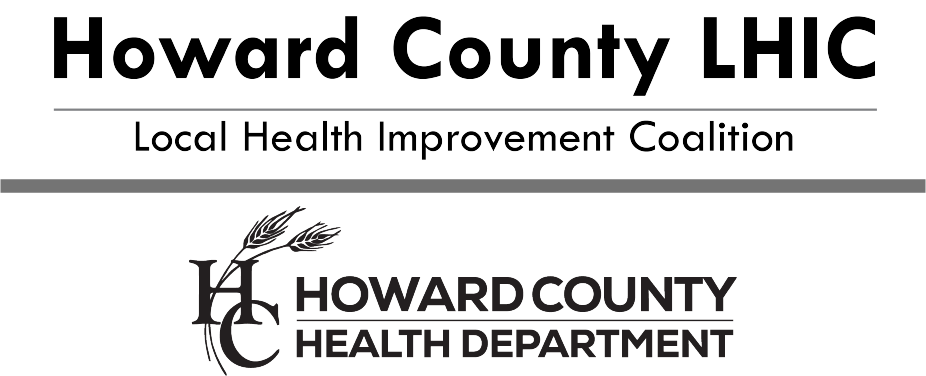 Howard County LHIC
Local Health Improvement Coalition
HC
HOWARD COUNTY
HEALTH DEPARTMENT